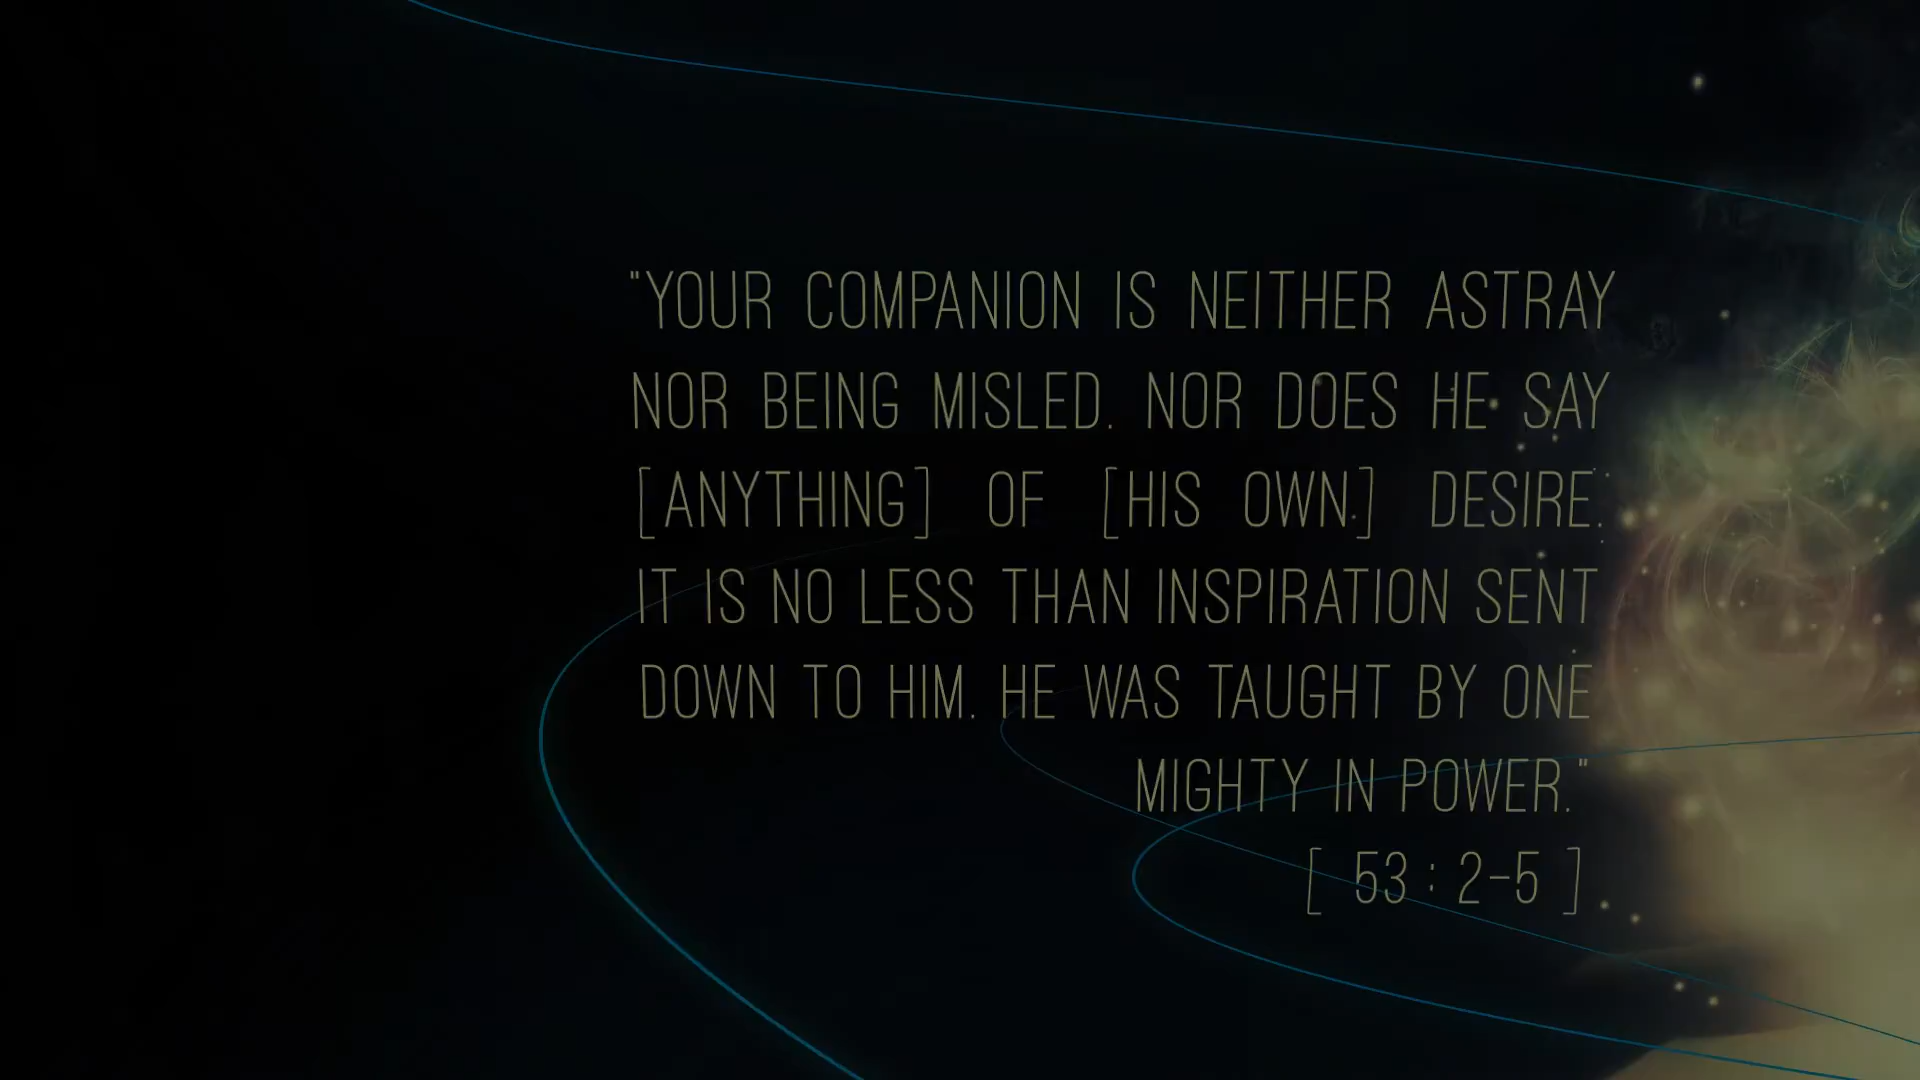 "YOUR COMPANION IS NEITHER ASTRAY
NOR BEING MISLED. NOR DOES HE SAY
[ANYTHING] OF [HIS OWN] DESIRE.
IT IS NO LESS THAN INSPIRATION SENT
DOWN TO HIM. HE WAS TAUGHT BY ONE
MIGHTY IN POWER."
[ 53 : 2-5 ]